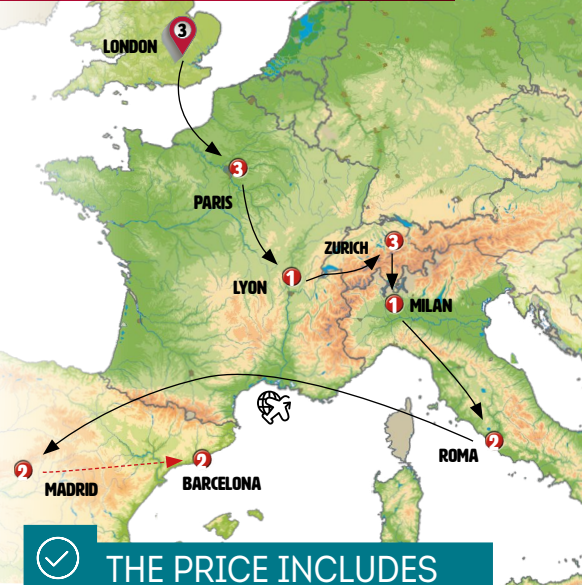 3
LONDON
3
PARIS
ZURICH
3
1
LYON
1
MILAN
2
ROMA
2
MADRID
2
BARCELONA
THE PRICE INCLUDES